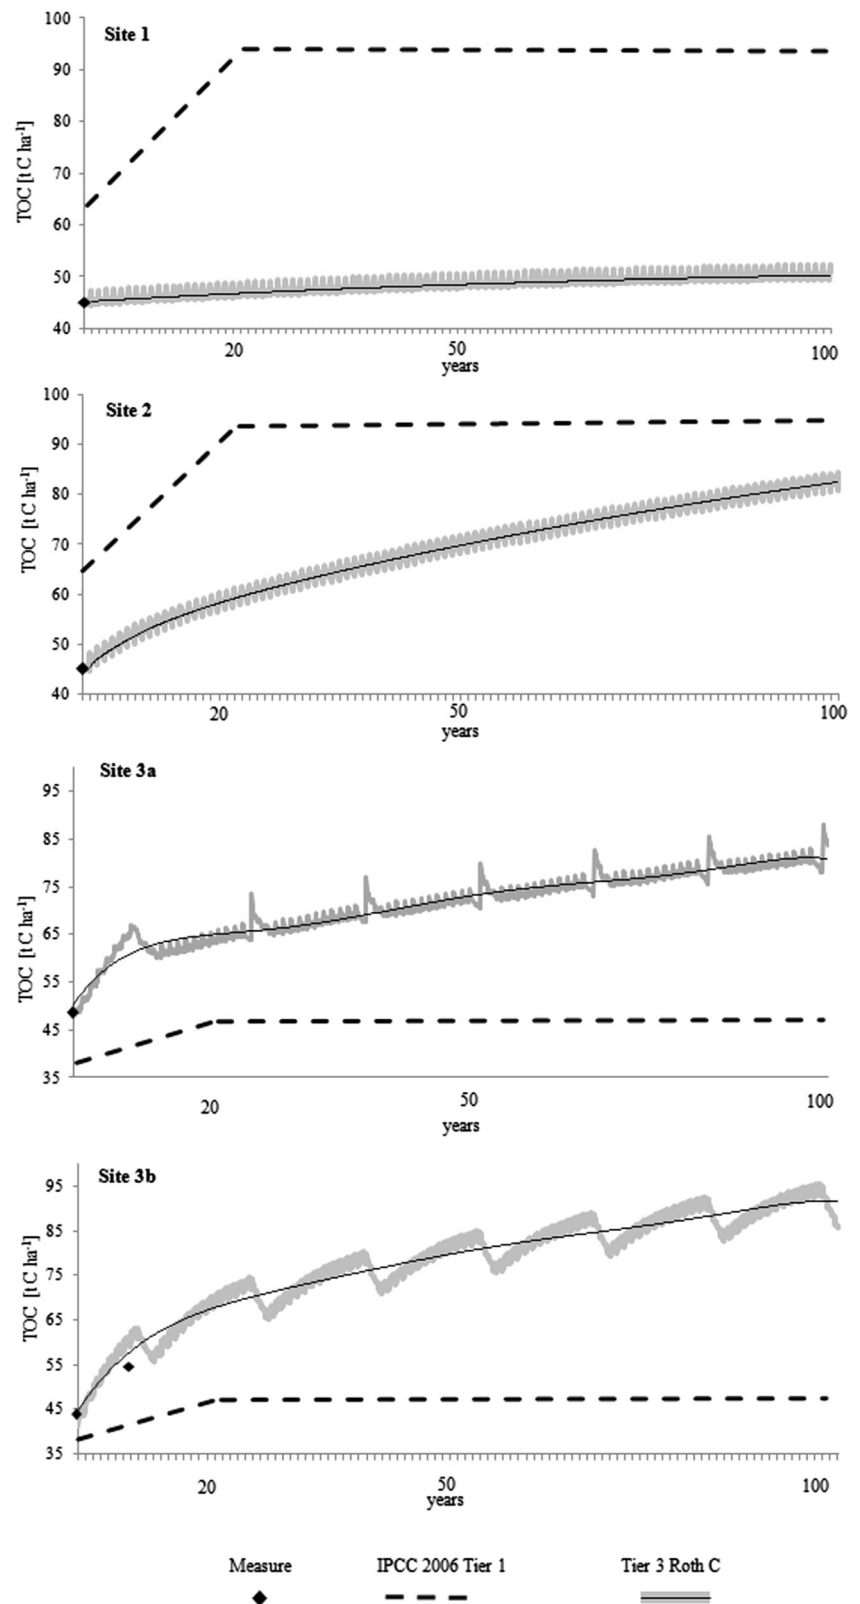 Site 1
TOC [t C ha-1]
100
90
80
70
60
50
40
20 50 100
years
Site 2
TOC [t C ha-1]
100
90
80
70
60
50
40
20 50 100
years
Site 3a
TOC [t C ha-1]
95
85
75
65
55
45
35
20 50 100
years
Site 3b
TOC [t C ha-1]
95
85
75
65
55
45
35
20 50 100
years
Measure IPCC 2006 Tier 1 Tier 3 Roth C